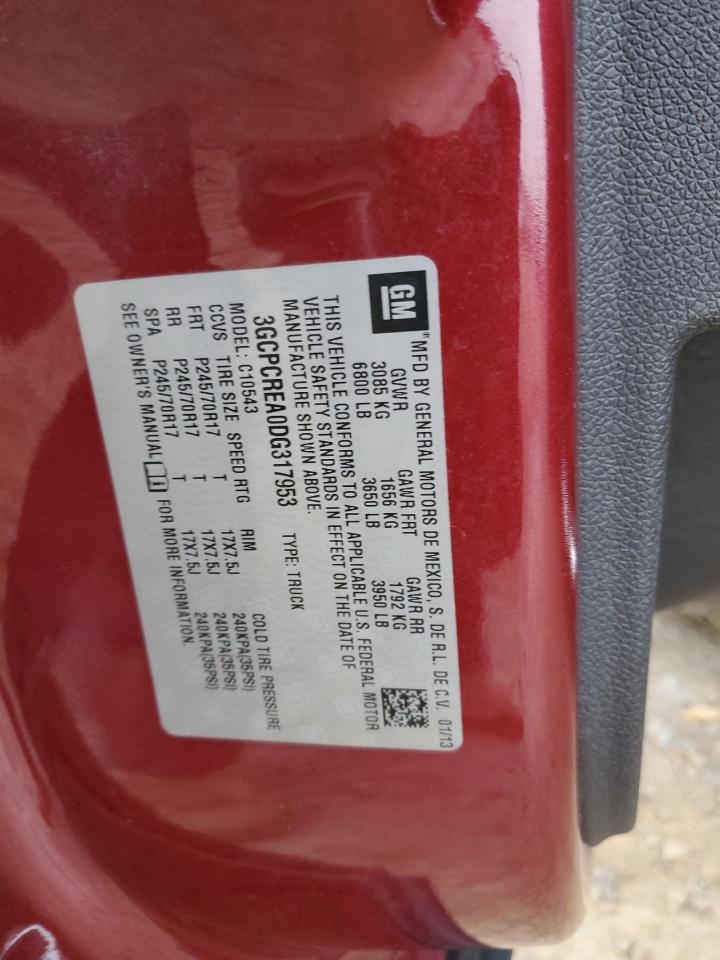 GM®
MFD BY GENERAL MOTORS DE MEXICO, S. DE R.L. DE C.V. 01/13
GVWR GAWR FRT GAWR RR
3085 KG 1656 KG 1792 KG
6800 LB 3650 LB 3950 LB
THIS VEHICLE CONFORMS TO ALL APPLICABLE U.S. FEDERAL MOTOR
VEHICLE SAFETY STANDARDS IN EFFECT ON THE DATE OF
MANUFACTURE SHOWN ABOVE.
3GCPCREA0DG317953 TYPE: TRUCK
MODEL: C10543
COLD TIRE PRESSURE
CCVS TIRE SIZE SPEED RTG RIM
FRT P245/70R17 T 17X7.5J 240KPA(35PSI)
RR P245/70R17 T 17X7.5J 240KPA(35PSI)
SPA P245/70R17 T 17X7.5J 240KPA(35PSI)
SEE OWNER'S MANUAL i FOR MORE INFORMATION.